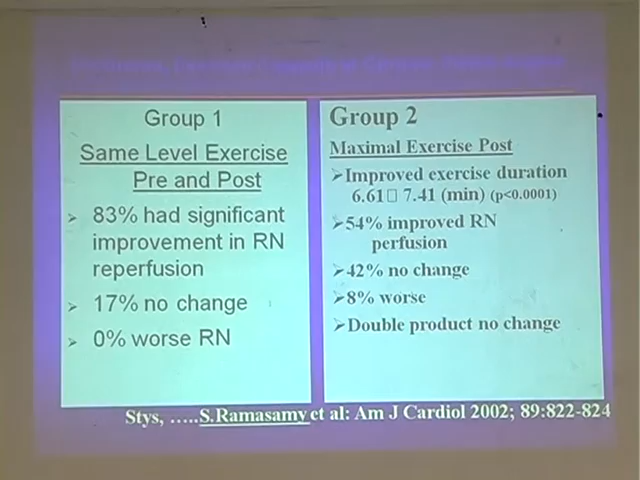 Group 1
Same Level Exercise
Pre and Post
➢ 83% had significant
improvement in RN
reperfusion
➢ 17% no change
➢ 0% worse RN
Group 2
Maximal Exercise Post
➢Improved exercise duration
6.61□ 7.41 (min) (p<0.0001)
➢54% improved RN
perfusion
➢42% no change
➢8% worse
➢Double product no change
Stys, …..S.Ramasamy et al: Am J Cardiol 2002; 89:822-824